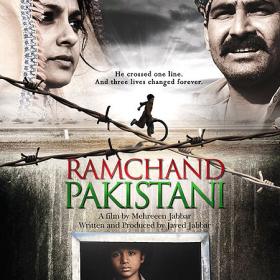 He crossed one line.
And three lives changed forever.
RAMCHAND
PAKISTANI
A film by Mehreen Jabbar
Written and Produced by Javed Jabbar